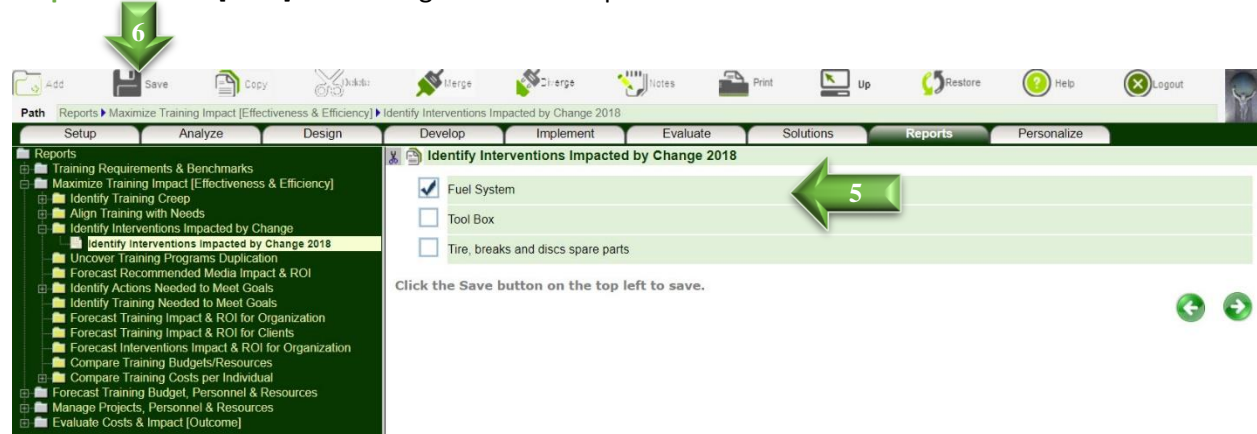 6
Add Save Copy Delete Merge Diverge Notes Print Up Restore Help Logout
Path Reports Maximize Training Impact [Effectiveness & Efficiency] Identify Interventions Impacted by Change 2018
Setup Analyze Design Develop Implement Evaluate Solutions Reports Personalize
Reports
Training Requirements & Benchmarks
Maximize Training Impact [Effectiveness & Efficiency]
Identify Training Creep
Align Training with Needs
Identify Interventions Impacted by Change
Identify Interventions Impacted by Change 2018
Uncover Training Programs Duplication
Forecast Recommended Media Impact & ROI
Identify Actions Needed to Meet Goals
Identify Training Needed to Meet Goals
Forecast Training Impact & ROI for Organization
Forecast Training Impact & ROI for Clients
Forecast Interventions Impact & ROI for Organization
Compare Training Budgets/Resources
Compare Training Costs per Individual
Forecast Training Budget, Personnel & Resources
Manage Projects, Personnel & Resources
Evaluate Costs & Impact [Outcome]
Identify Interventions Impacted by Change 2018
Fuel System
5
Tool Box
Tire, breaks and discs spare parts
Click the Save button on the top left to save.